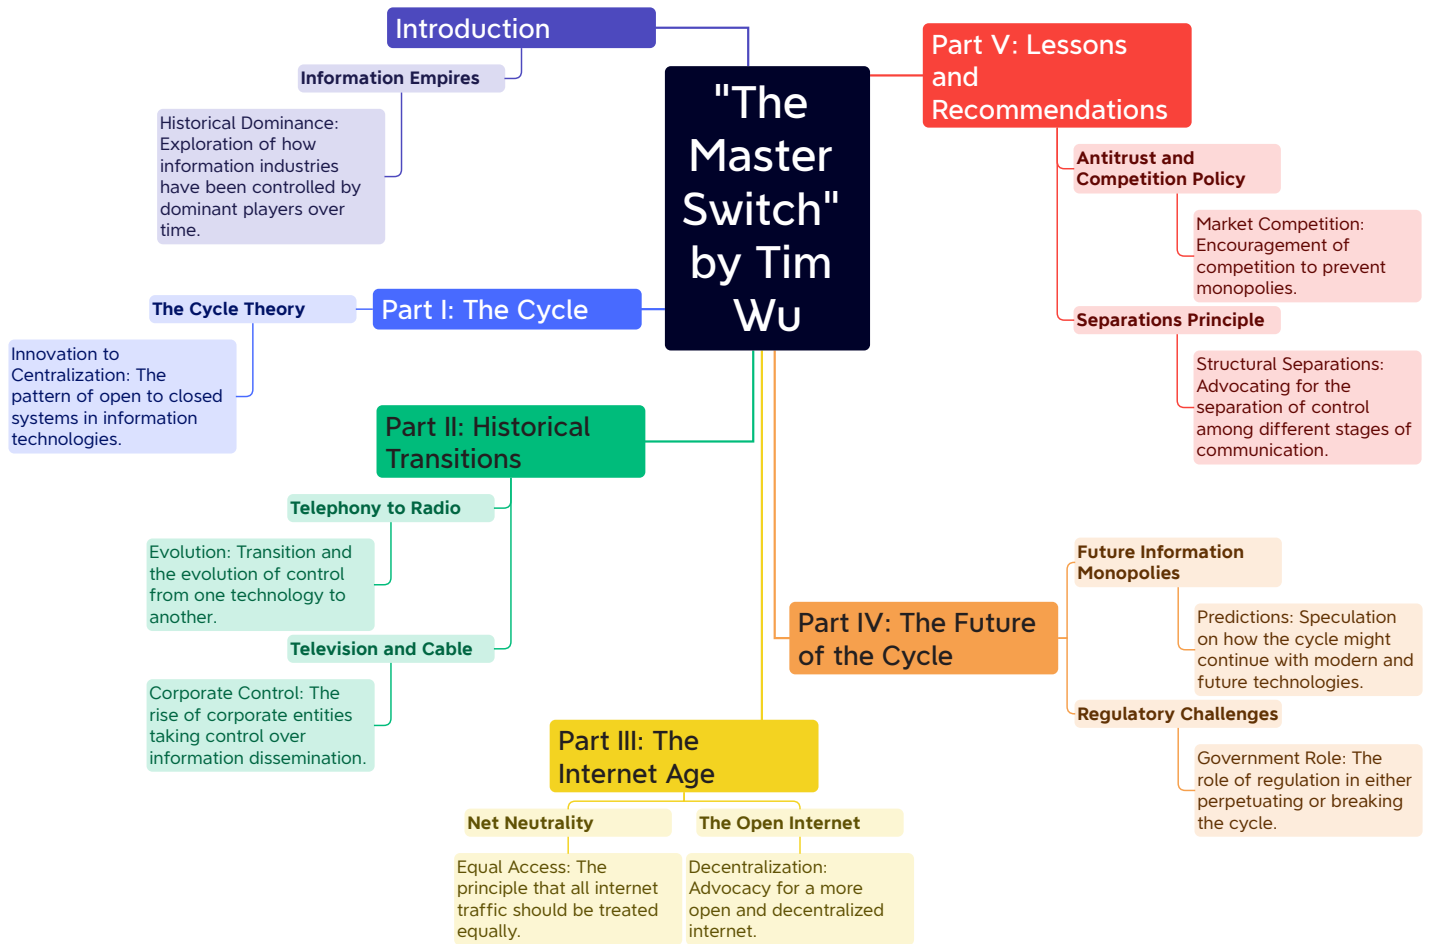 "The
Master
Switch"
by Tim
Wu
Introduction
Information Empires
Historical Dominance:
Exploration of how
information industries
have been controlled by
dominant players over
time.
Part I: The Cycle
The Cycle Theory
Innovation to
Centralization: The
pattern of open to closed
systems in information
technologies.
Part II: Historical
Transitions
Telephony to Radio
Evolution: Transition and
the evolution of control
from one technology to
another.
Television and Cable
Corporate Control: The
rise of corporate entities
taking control over
information dissemination.
Part III: The
Internet Age
Net Neutrality
Equal Access: The
principle that all internet
traffic should be treated
equally.
The Open Internet
Decentralization:
Advocacy for a more
open and decentralized
internet.
Part IV: The Future
of the Cycle
Future Information
Monopolies
Predictions: Speculation
on how the cycle might
continue with modern and
future technologies.
Regulatory Challenges
Government Role: The
role of regulation in either
perpetuating or breaking
the cycle.
Part V: Lessons
and
Recommendations
Antitrust and
Competition Policy
Market Competition:
Encouragement of
competition to prevent
monopolies.
Separations Principle
Structural Separations:
Advocating for the
separation of control
among different stages of
communication.